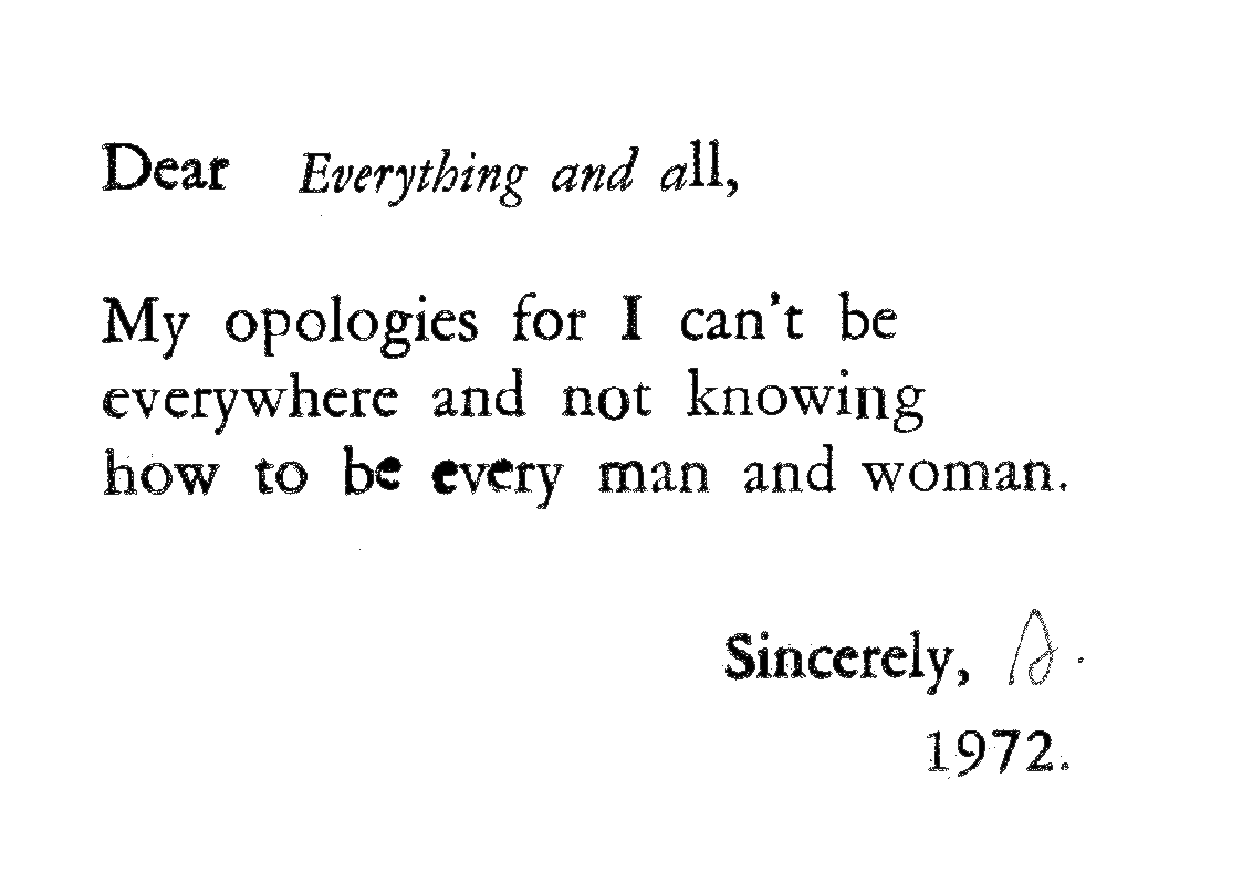 Dear Everything and all,
My opologies for I can't be
everywhere and not knowing
how to be every man and woman.
Sincerely,
1972.